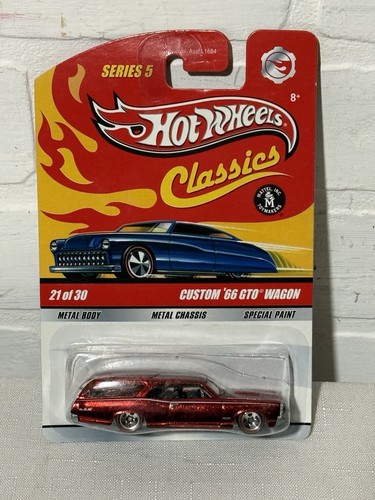 SERIES 5
8+
HOT WHEELS
Classics
MATTEL, INC.
M
TOYMAKERS
21 of 30
CUSTOM '66 GTO® WAGON
METAL BODY METAL CHASSIS SPECIAL PAINT